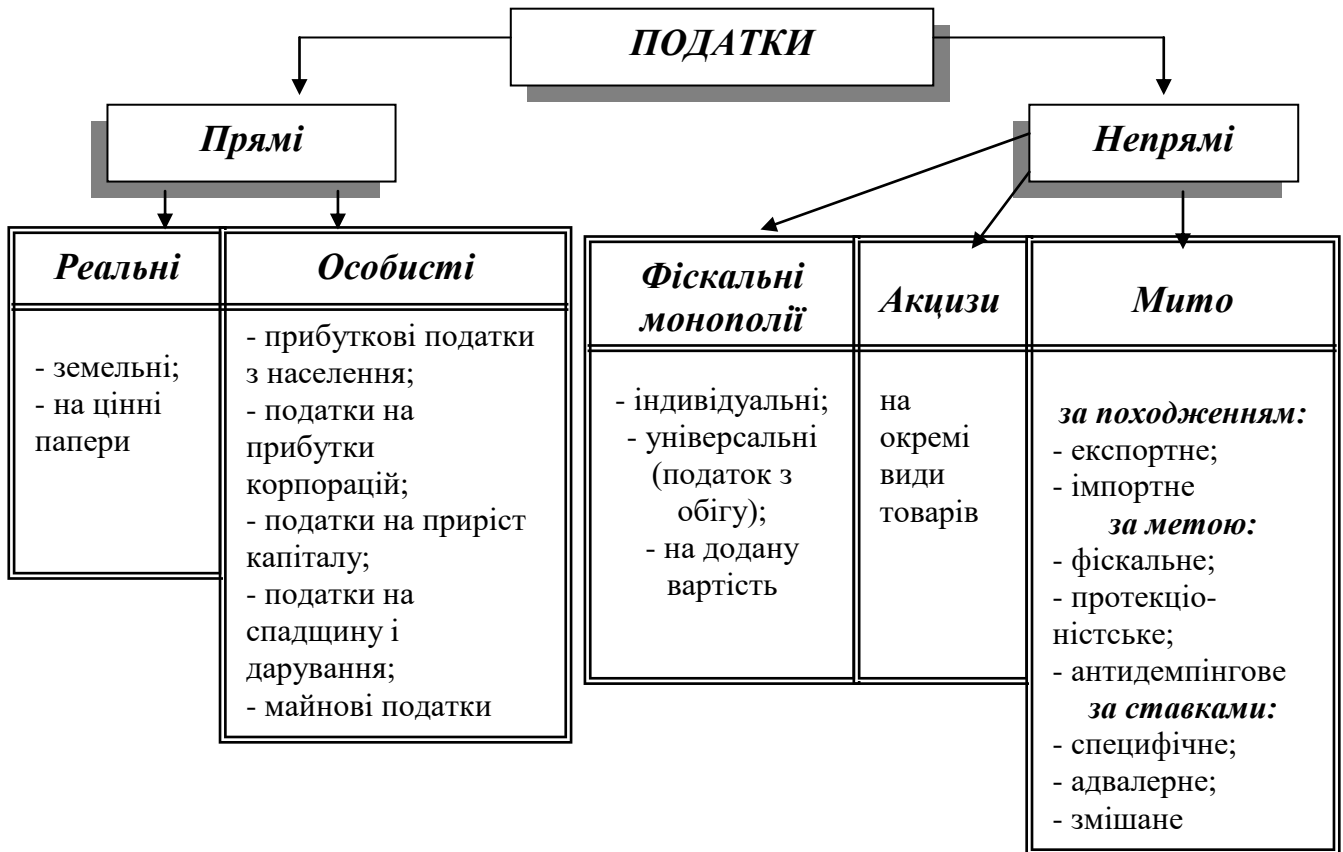 ПОДАТКИ
Прямі
Непрямі
Реальні
- земельні;
- на цінні
папери
Особисті
- прибуткові податки
з населення;
- податки на
прибутки
корпорацій;
- податки на приріст
капіталу;
- податки на
спадщину і
дарування;
- майнові податки
Фіскальні
монополії
- індивідуальні;
- універсальні
(податок з
обігу);
- на додану
вартість
Акцизи
на
окремі
види
товарів
Мито
за походженням:
- експортне;
- імпортне
за метою:
- фіскальне;
- протекціо-
ністське;
- антидемпінгове
за ставками:
- специфічне;
- адвалерне;
- змішане